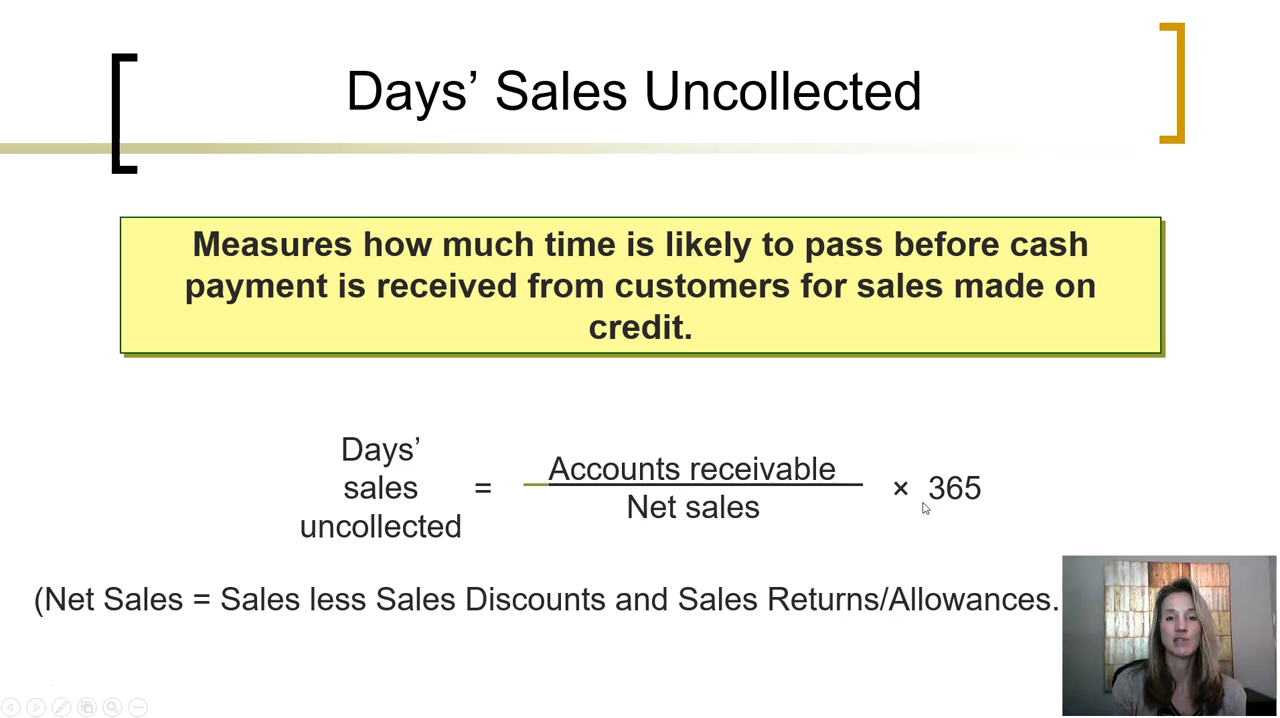 Days’ Sales Uncollected
Measures how much time is likely to pass before cash
payment is received from customers for sales made on
credit.
Days’
sales
uncollected
=
Accounts receivable
Net sales
× 365
(Net Sales = Sales less Sales Discounts and Sales Returns/Allowances.